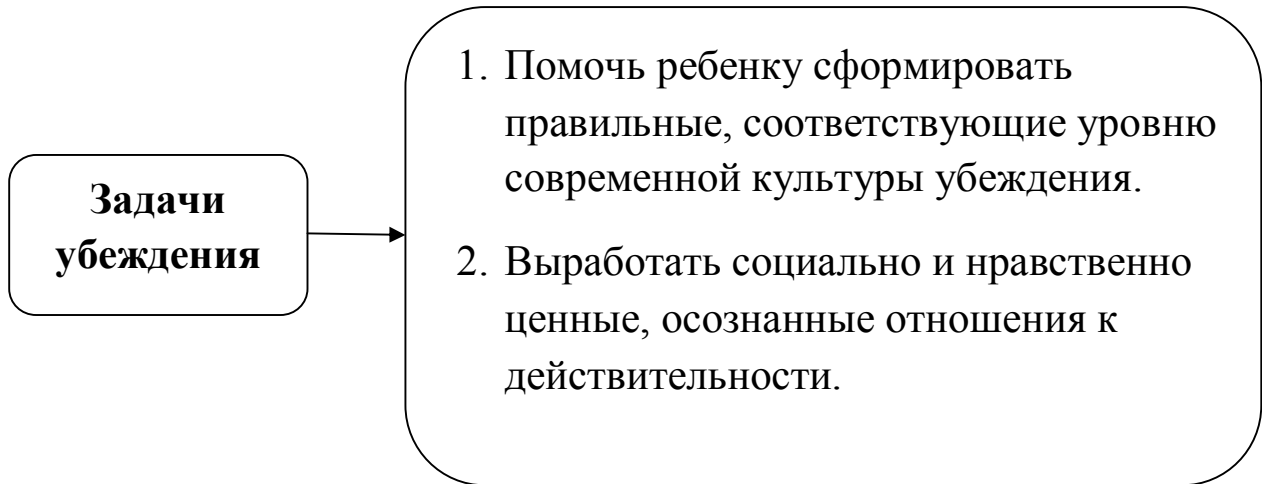 Задачи
убеждения
1. Помочь ребенку сформировать
правильные, соответствующие уровню
современной культуры убеждения.
2. Выработать социально и нравственно
ценные, осознанные отношения к
действительности.